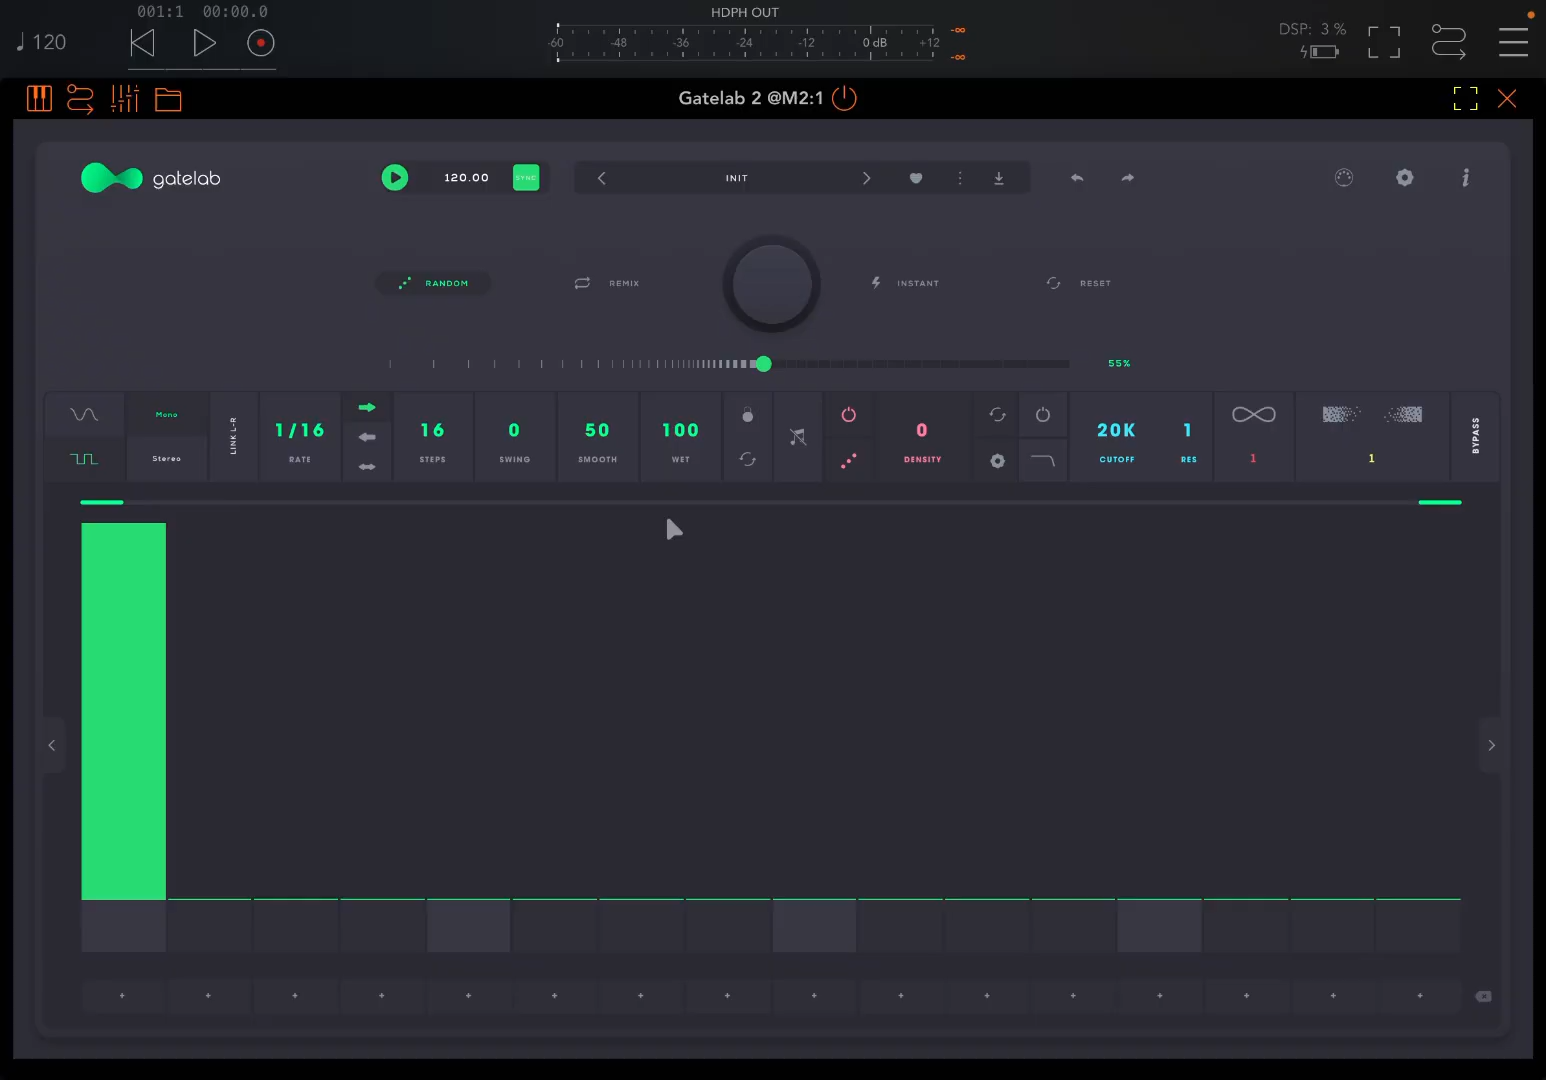 001:1 00:00.0
HDPH OUT
♩ 120
-60 -48 -36 -24 -12 0 dB +12
-∞
-∞
DSP: 3 %
Gatelab 2 @M2:1
gatelab
120.00
SYNC
INIT
i
RANDOM
REMIX
INSTANT
RESET
55%
Mono
Stereo
LINK L-R
1/16
RATE
16
STEPS
0
SWING
50
SMOOTH
100
WET
0
DENSITY
20K
CUTOFF
1
RES
1
1
BYPASS
+ + + + + + + + + + + + + + + +